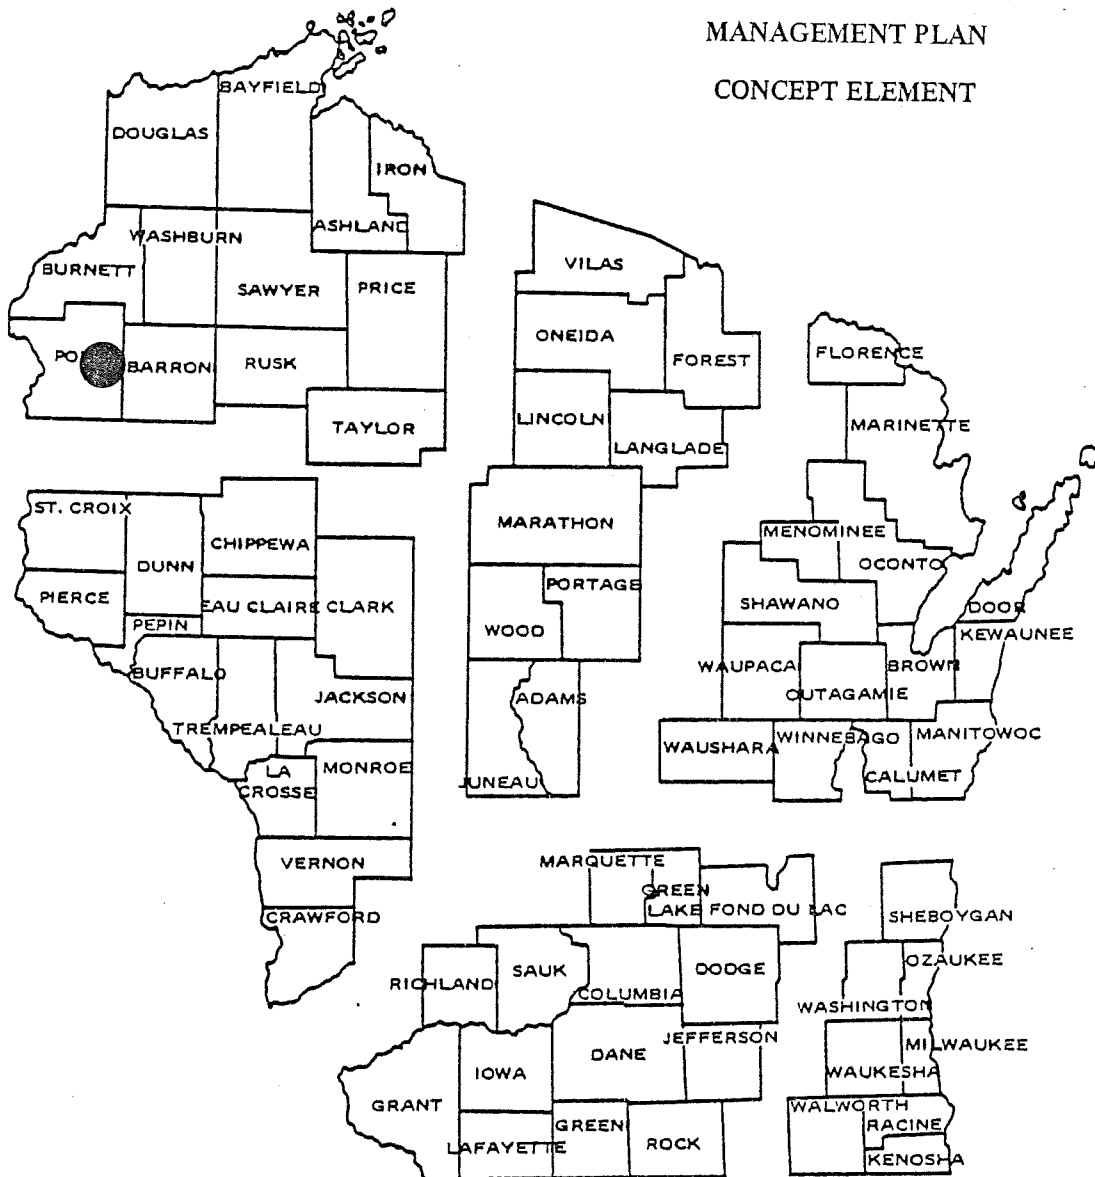 MANAGEMENT PLAN
CONCEPT ELEMENT
BAYFIELD
DOUGLAS
IRON
ASHLAND
WASHBURN
BURNETT
SAWYER
PRICE
PO
BARRON
RUSK
TAYLOR
VILAS
ONEIDA
FOREST
LINCOLN
LANGLADE
FLORENCE
MARINETTE
ST. CROIX
CHIPPEWA
DUNN
PIERCE
EAU CLAIRE
CLARK
PEPIN
BUFFALO
JACKSON
TREMPEALEAU
LA
CROSSE
MONROE
VERNON
CRAWFORD
MARATHON
PORTAGE
WOOD
ADAMS
JUNEAU
MENOMINEE
OCONTO
SHAWANO
DOOR
KEWAUNEE
WAUPACA
BROWN
OUTAGAMIE
WAUSHARA
WINNEBAGO
MANITOWOC
CALUMET
MARQUETTE
GREEN
LAKE
FOND DU LAC
SHEBOYGAN
RICHLAND
SAUK
COLUMBIA
DODGE
OZAUKEE
WASHINGTON
JEFFERSON
DANE
IOWA
GRANT
MILWAUKEE
WAUKESHA
WALWORTH
RACINE
KENOSHA
LAFAYETTE
GREEN
ROCK